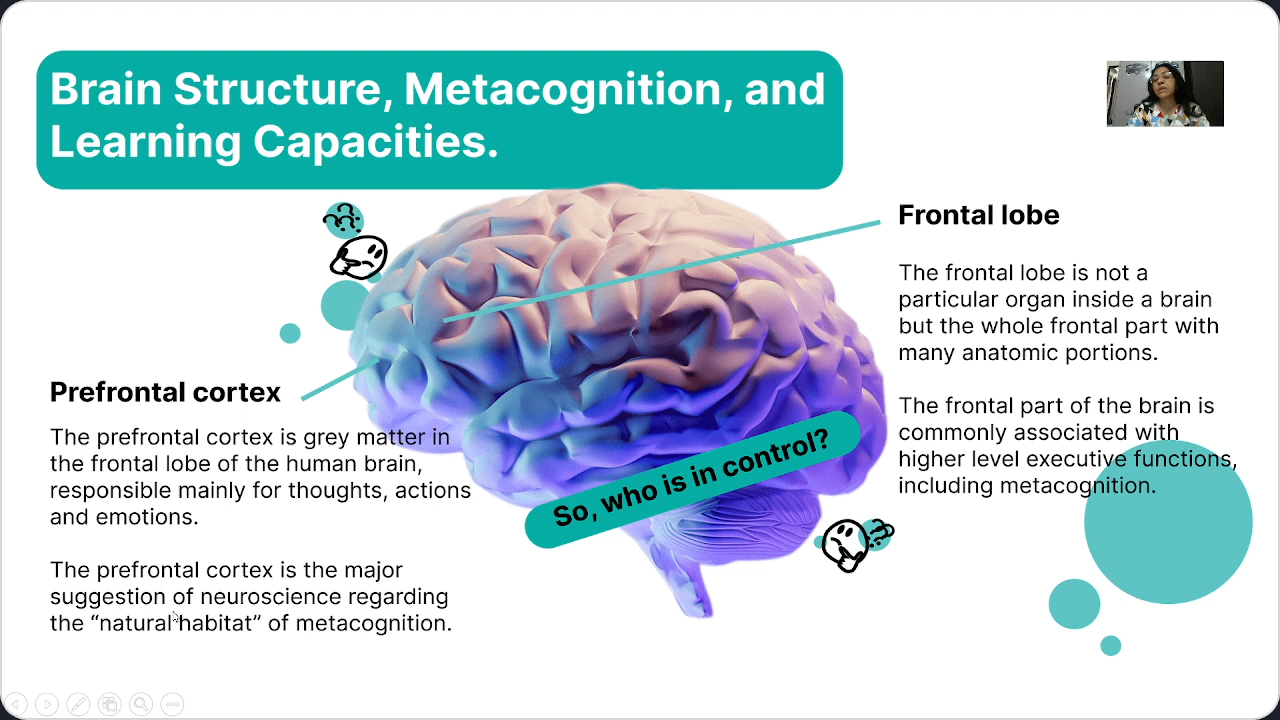 Brain Structure, Metacognition, and
Learning Capacities.
Frontal lobe
The frontal lobe is not a
particular organ inside a brain
but the whole frontal part with
many anatomic portions.
The frontal part of the brain is
commonly associated with
higher level executive functions,
including metacognition.
Prefrontal cortex
The prefrontal cortex is grey matter in
the frontal lobe of the human brain,
responsible mainly for thoughts, actions
and emotions.
The prefrontal cortex is the major
suggestion of neuroscience regarding
the “natural habitat” of metacognition.
So, who is in control?